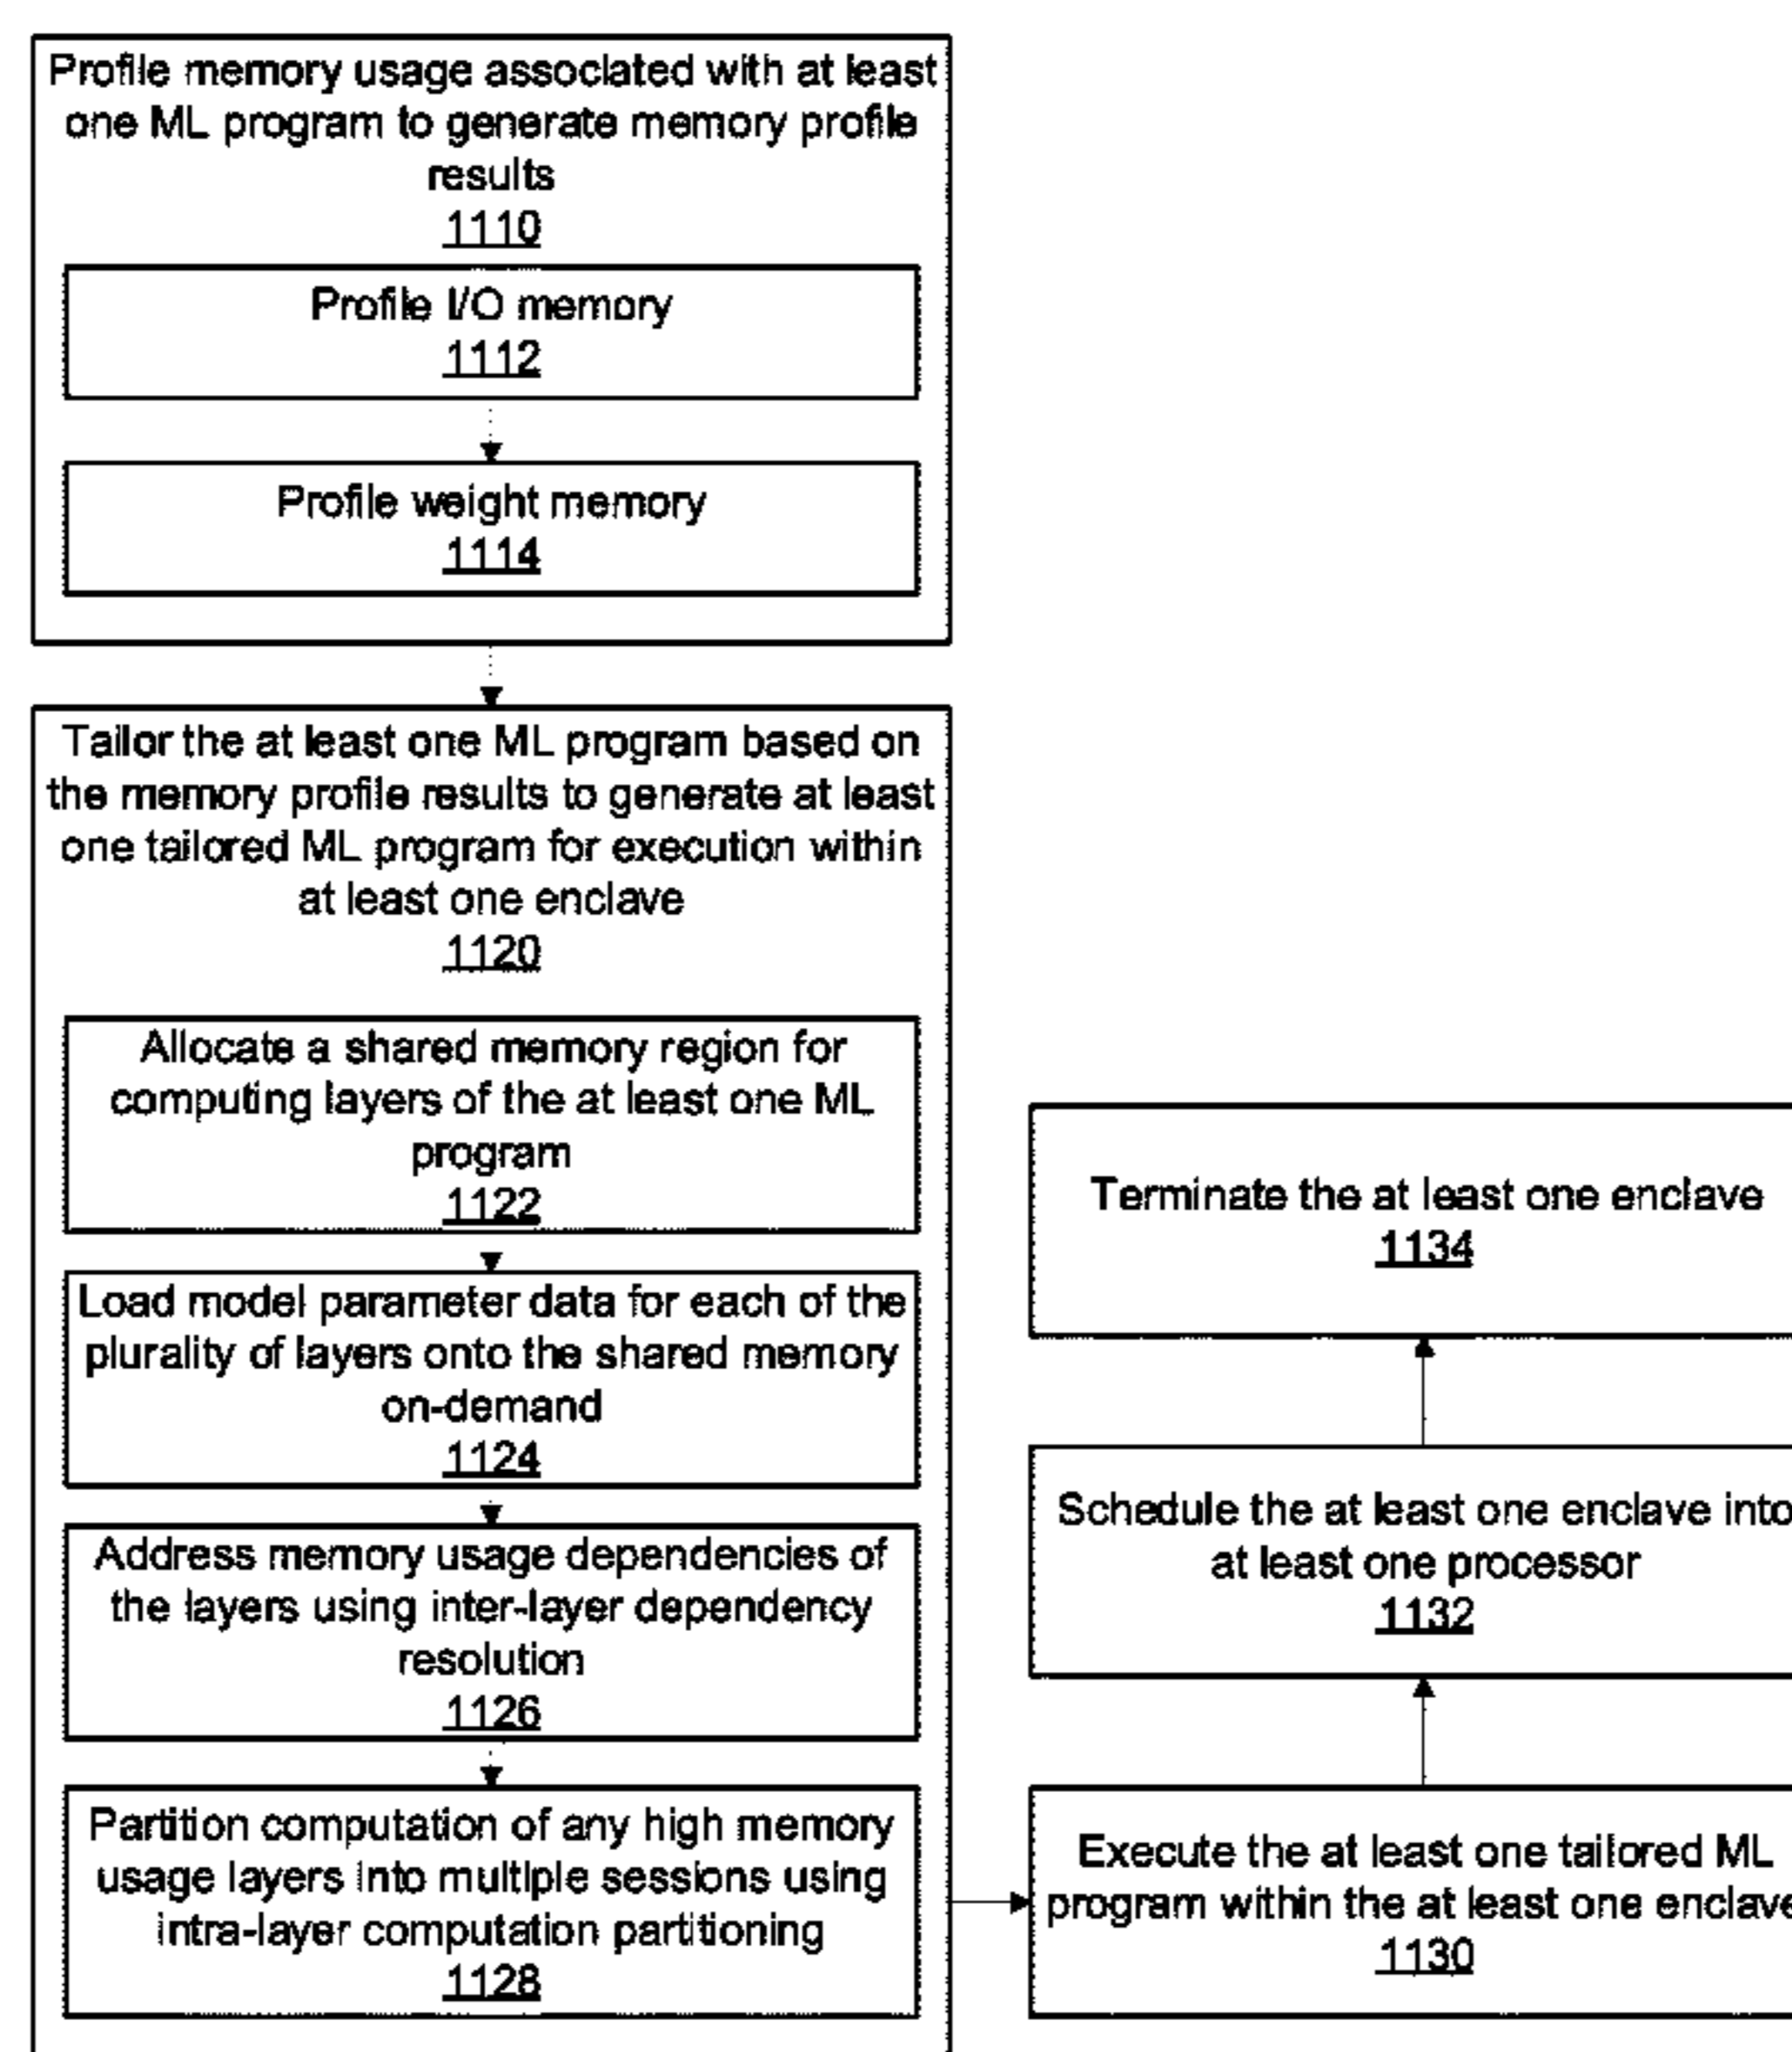 Profile memory usage associated with at least
one ML program to generate memory profile
results
1110
Profile I/O memory
1112
Profile weight memory
1114
Tailor the at least one ML program based on
the memory profile results to generate at least
one tailored ML program for execution within
at least one enclave
1120
Allocate a shared memory region for
computing layers of the at least one ML
program
1122
Load model parameter data for each of the
plurality of layers onto the shared memory
on-demand
1124
Address memory usage dependencies of
the layers using inter-layer dependency
resolution
1126
Partition computation of any high memory
usage layers into multiple sessions using
intra-layer computation partitioning
1128
Execute the at least one tailored ML
program within the at least one enclave
1130
Schedule the at least one enclave into
at least one processor
1132
Terminate the at least one enclave
1134